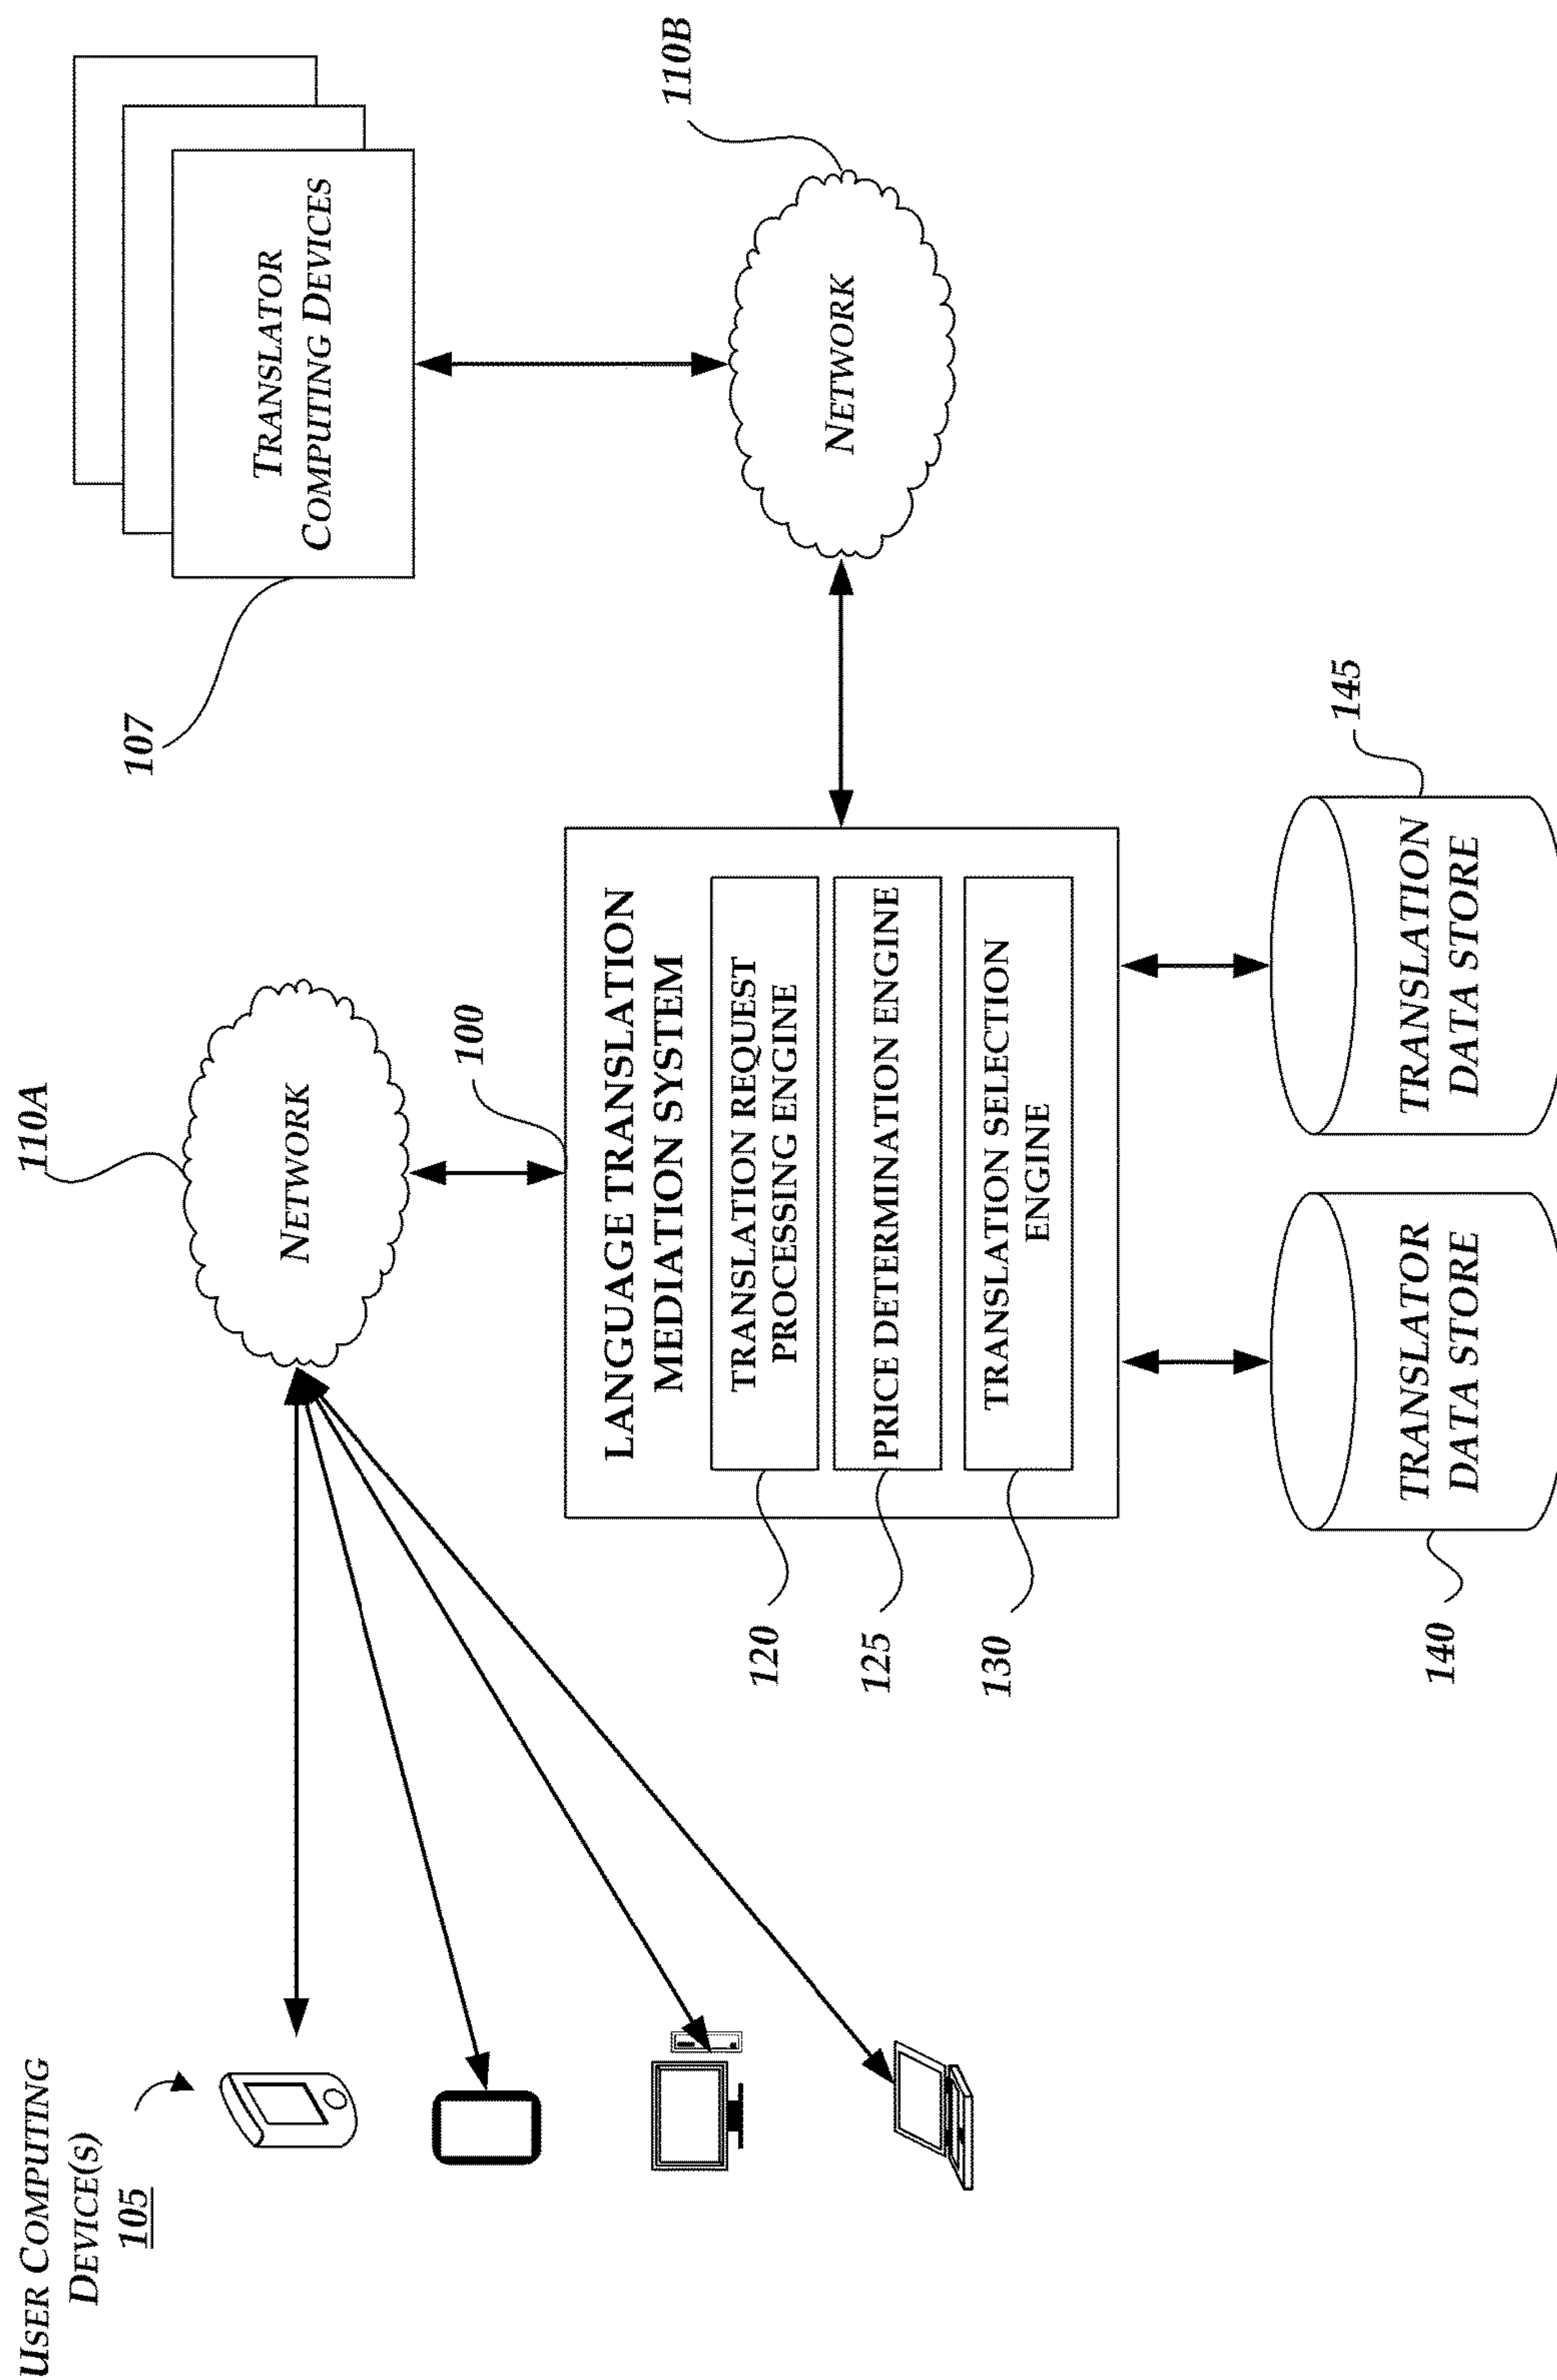 USER COMPUTING
DEVICE(S)
105
110A
NETWORK
100
107
TRANSLATOR
COMPUTING DEVICES
110B
NETWORK
LANGUAGE TRANSLATION
MEDIATION SYSTEM
TRANSLATION REQUEST
PROCESSING ENGINE
120
PRICE DETERMINATION ENGINE
125
TRANSLATION SELECTION
ENGINE
130
TRANSLATOR
DATA STORE
140
TRANSLATION
DATA STORE
145